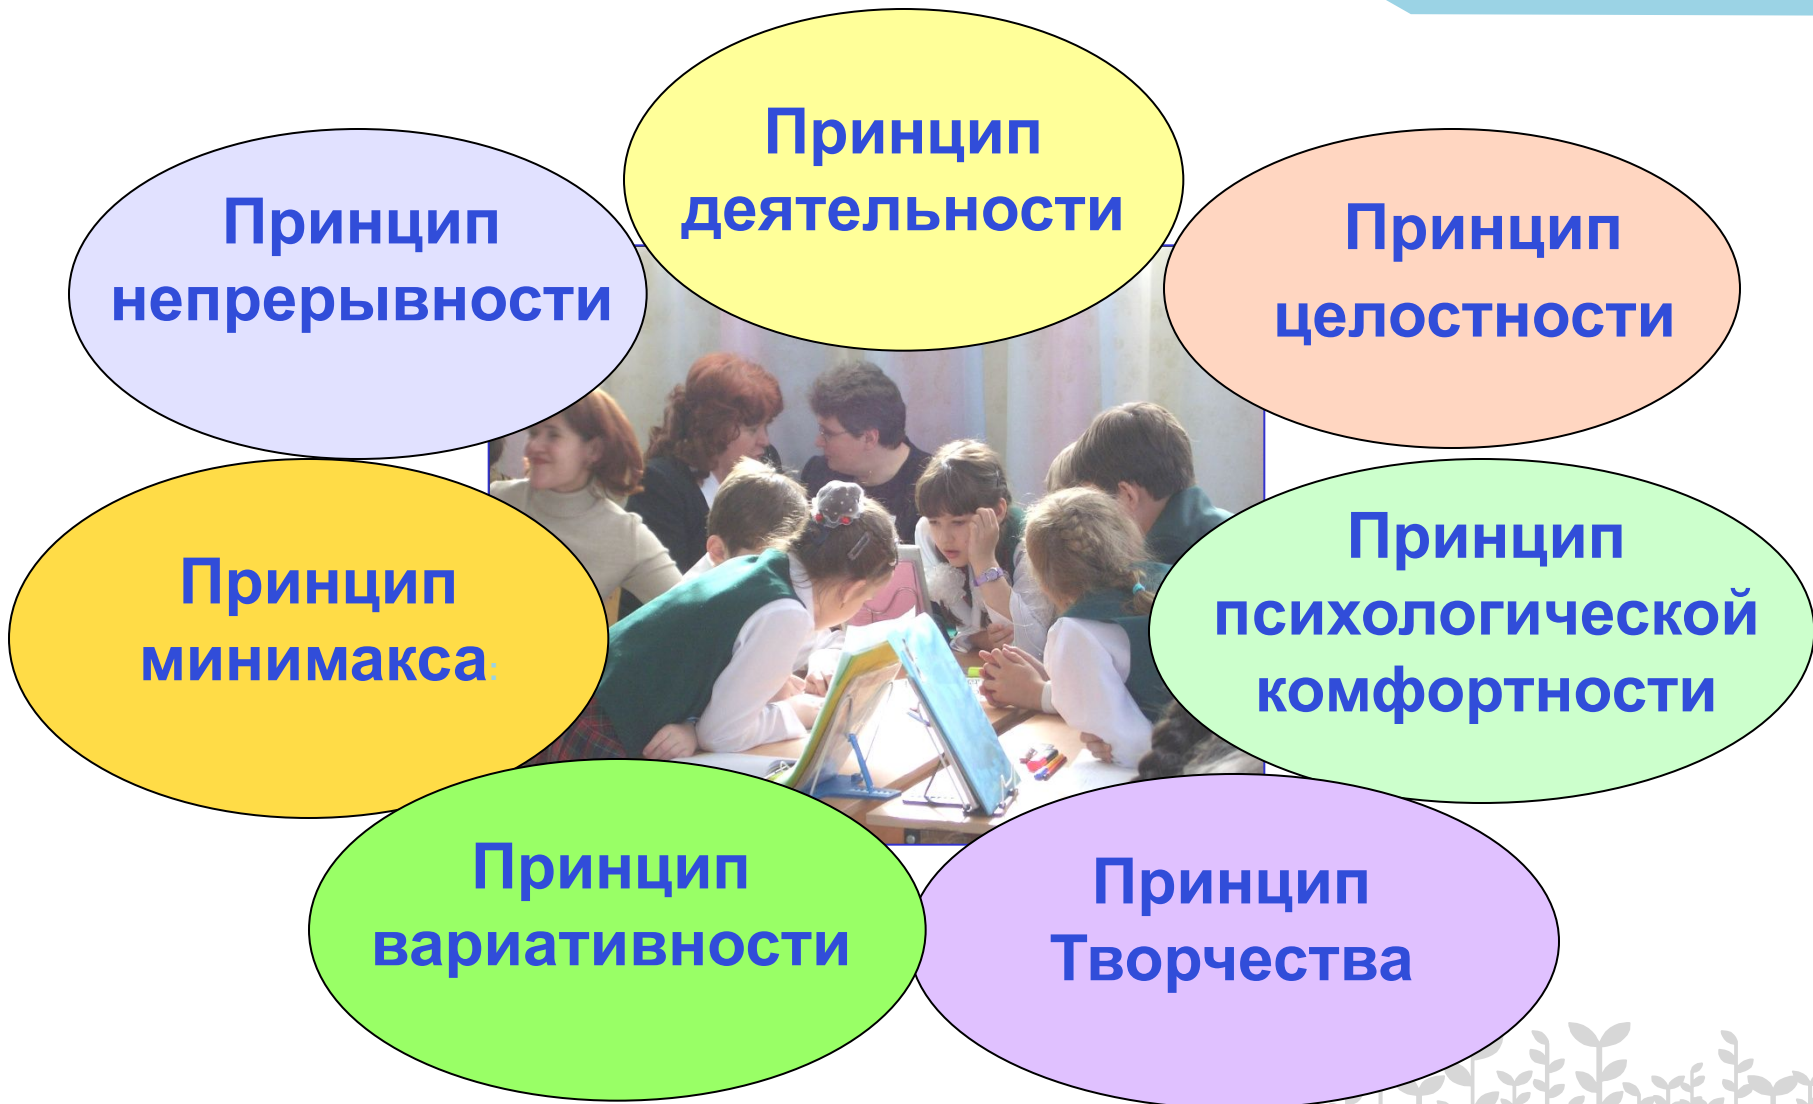 Принцип
деятельности
Принцип
непрерывности
Принцип
целостности
Принцип
минимакса:
Принцип
психологической
комфортности
Принцип
вариативности
Принцип
Творчества